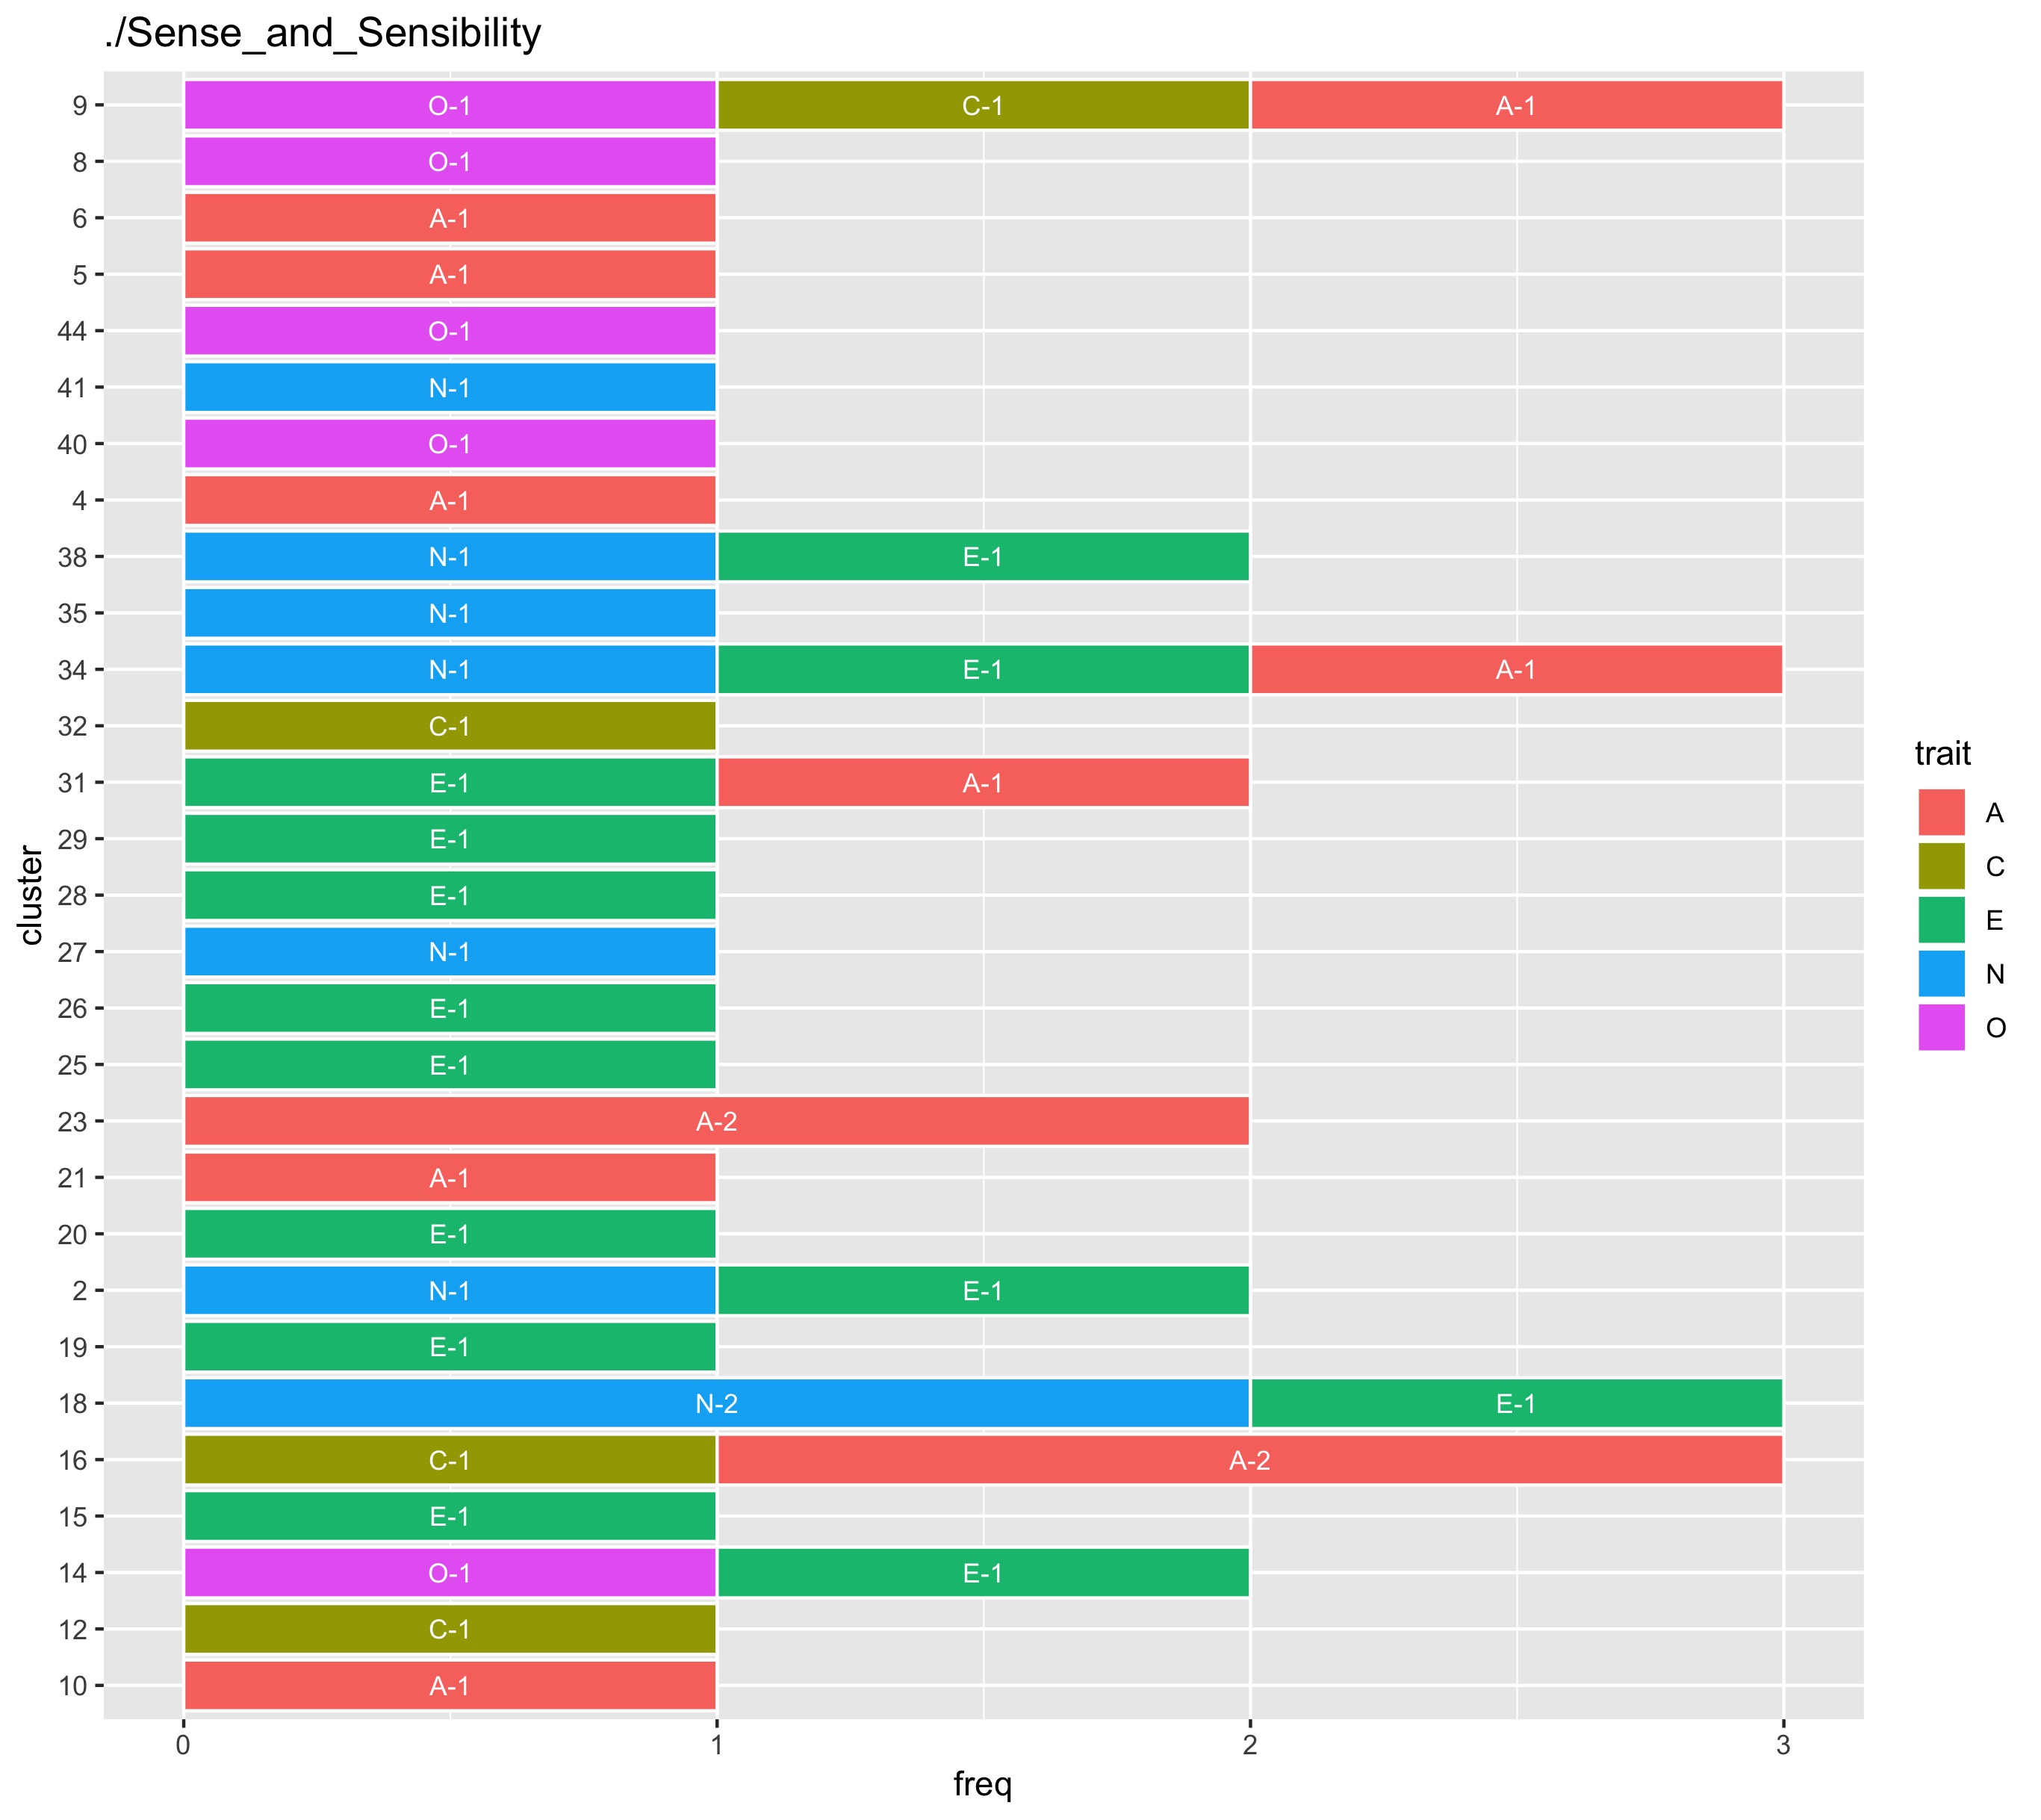 ./Sense_and_Sensibility
cluster
9 O-1 C-1 A-1
8 O-1
6 A-1
5 A-1
44 O-1
41 N-1
40 O-1
4 A-1
38 N-1 E-1
35 N-1
34 N-1 E-1 A-1
32 C-1
31 E-1 A-1
29 E-1
28 E-1
27 N-1
26 E-1
25 E-1
23 A-2
21 A-1
20 E-1
2 N-1 E-1
19 E-1
18 N-2 E-1
16 C-1 A-2
15 E-1
14 O-1 E-1
12 C-1
10 A-1
0 1 2 3
freq
trait
A
C
E
N
O